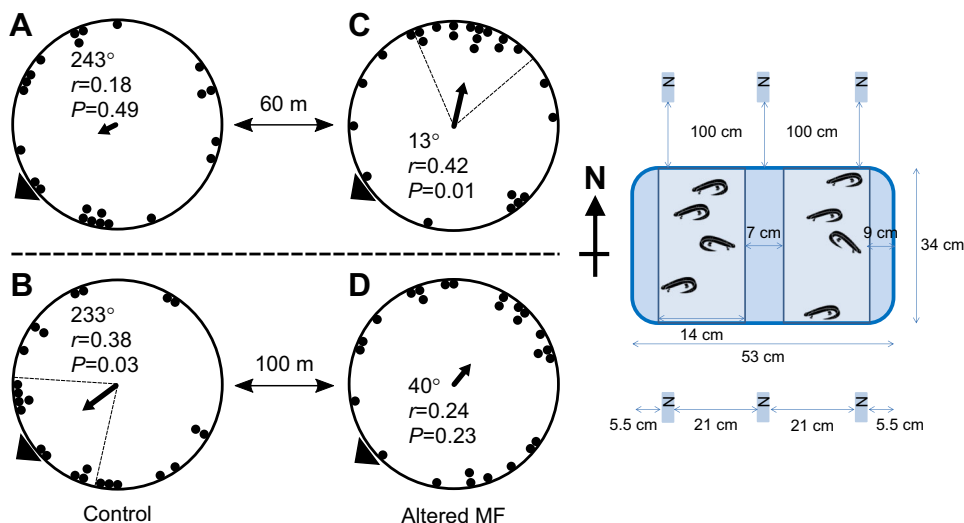 A
243°
r=0.18
P=0.49
60 m
C
13°
r=0.42
P=0.01
B
233°
r=0.38
P=0.03
100 m
D
40°
r=0.24
P=0.23
Control
Altered MF
N
N
N
N
100 cm
100 cm
7 cm
9 cm
34 cm
14 cm
53 cm
N
N
N
5.5 cm
21 cm
21 cm
5.5 cm